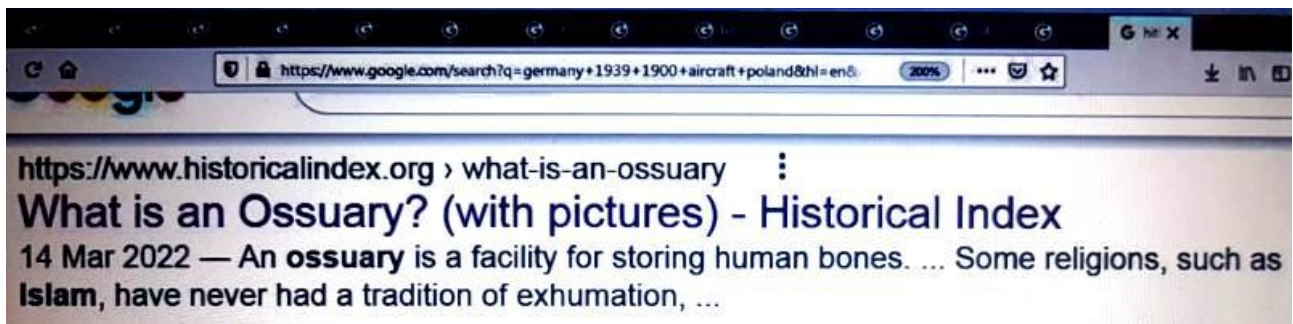 G hit X
https://www.google.com/search?q=germany+1939+1900+aircraft+poland&hl=en&
200%
https://www.historicalindex.org › what-is-an-ossuary
What is an Ossuary? (with pictures) - Historical Index
14 Mar 2022 — An ossuary is a facility for storing human bones. ... Some religions, such as
Islam, have never had a tradition of exhumation, ...